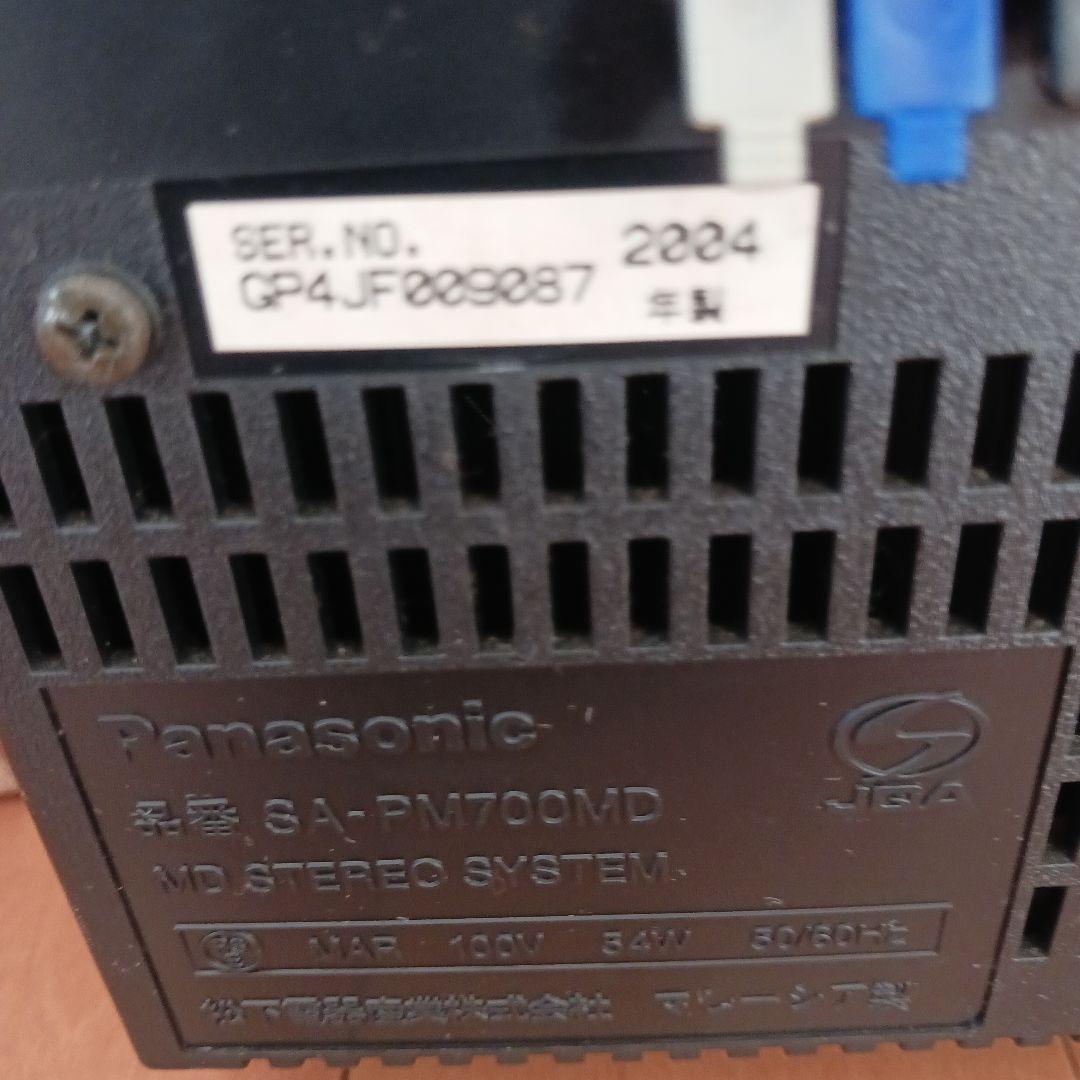 SER.NO.
GP4JF009087
2004
年製
Panasonic
品番 SA-PM700MD
MD STEREO SYSTEM
MAR 100V 54W 50/60Hz
松下電器産業株式会社 マレーシア製